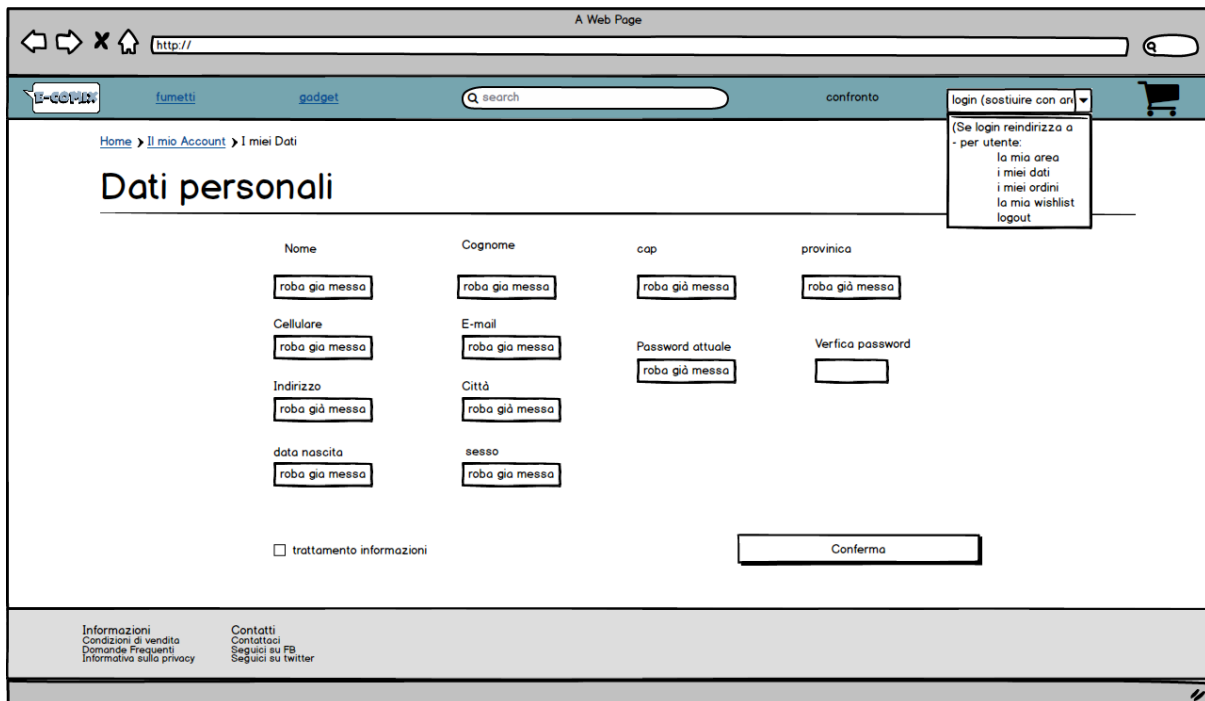 A Web Page
http://
E-COMIX
fumetti
gadget
search
confronto
login (sostiuire con are
(Se login reindirizza a
- per utente:
la mia area
i miei dati
i miei ordini
la mia wishlist
logout
Home > Il mio Account > I miei Dati
Dati personali
Nome
Cognome
cap
provinica
roba gia messa
roba gia messa
roba già messa
roba già messa
Cellulare
E-mail
roba gia messa
roba gia messa
Password attuale
Verfica password
roba già messa
Indirizzo
Città
roba già messa
roba già messa
data nascita
sesso
roba gia messa
roba gia messa
trattamento informazioni
Conferma
Informazioni
Condizioni di vendita
Domande Frequenti
Informativa sulla privacy
Contatti
Contattaci
Seguici su FB
Seguici su twitter